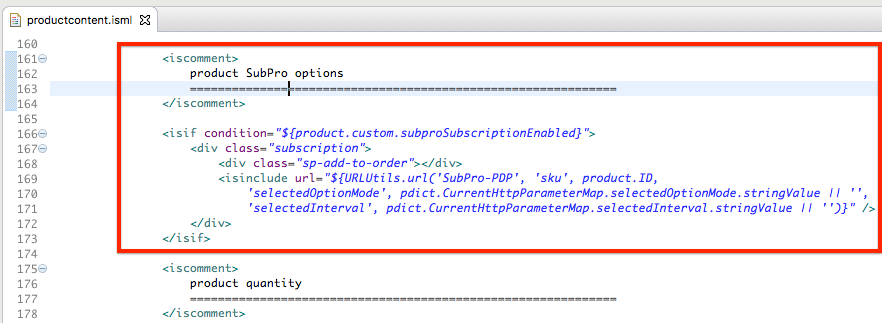 productcontent.isml
160
161 <iscomment>
162 product SubPro options
163 =============================================================
164 </iscomment>
165
166 <isif condition="${product.custom.subproSubscriptionEnabled}">
167 <div class="subscription">
168 <div class="sp-add-to-order"></div>
169 <isinclude url="${URLUtils.url('SubPro-PDP', 'sku', product.ID,
170 'selectedOptionMode', pdict.CurrentHttpParameterMap.selectedOptionMode.stringValue || '',
171 'selectedInterval', pdict.CurrentHttpParameterMap.selectedInterval.stringValue || '')}" />
172 </div>
173 </isif>
174
175 <iscomment>
176 product quantity
177 =============================================================
178 </iscomment>